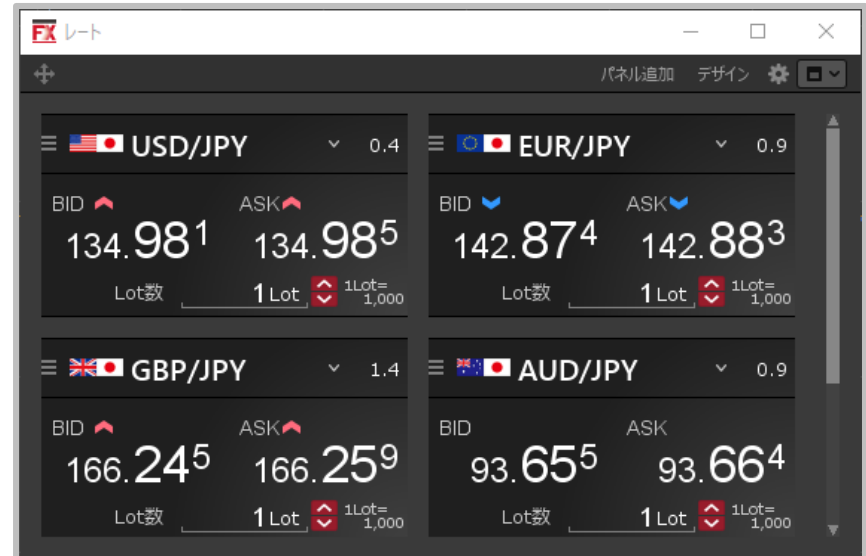 FX レート
パネル追加 デザイン
USD/JPY 0.4
BID ASK
134.981 134.985
Lot数 1 Lot 1Lot=
1,000
EUR/JPY 0.9
BID ASK
142.874 142.883
Lot数 1 Lot 1Lot=
1,000
GBP/JPY 1.4
BID ASK
166.245 166.259
Lot数 1 Lot 1Lot=
1,000
AUD/JPY 0.9
BID ASK
93.655 93.664
Lot数 1 Lot 1Lot=
1,000